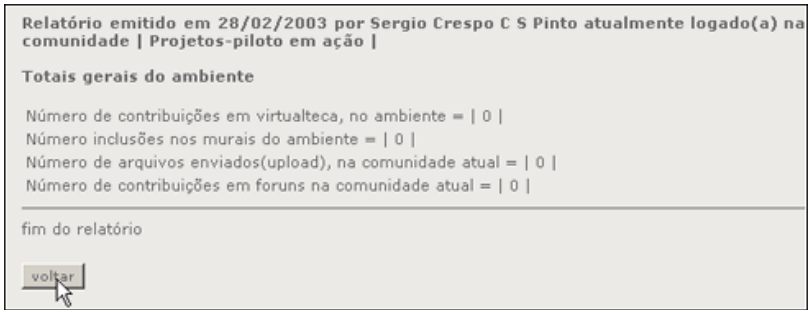 Relatório emitido em 28/02/2003 por Sergio Crespo C S Pinto atualmente logado(a) na
comunidade | Projetos-piloto em ação |
Totais gerais do ambiente
Número de contribuições em virtualteca, no ambiente = | 0 |
Número inclusões nos murais do ambiente = | 0 |
Número de arquivos enviados(upload), na comunidade atual = | 0 |
Número de contribuições em foruns na comunidade atual = | 0 |
fim do relatório
voltar